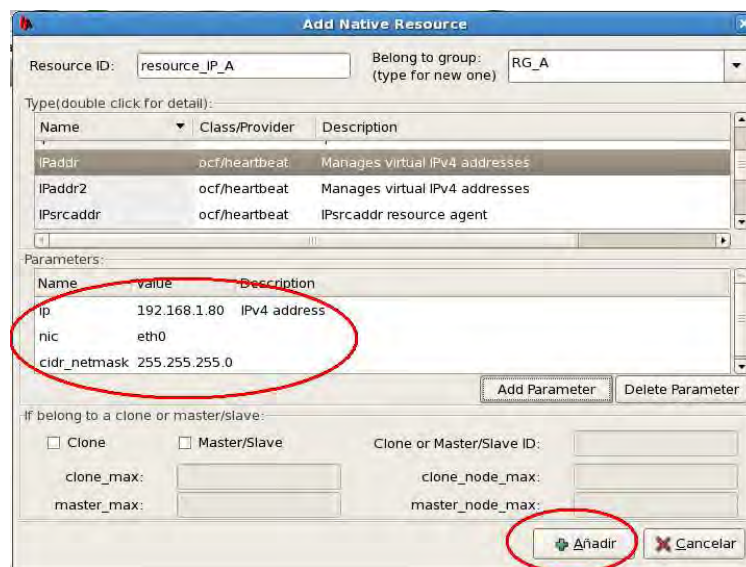 Add Native Resource
Resource ID: resource_IP_A Belong to group: RG_A
(type for new one)
Type(double click for detail):
Name Class/Provider Description
IPaddr ocf/heartbeat Manages virtual IPv4 addresses
IPaddr2 ocf/heartbeat Manages virtual IPv4 addresses
IPsrcaddr ocf/heartbeat IPsrcaddr resource agent
Parameters:
Name Value Description
ip 192.168.1.80 IPv4 address
nic eth0
cidr_netmask 255.255.255.0
Add Parameter Delete Parameter
If belong to a clone or master/slave:
Clone Master/Slave Clone or Master/Slave ID:
clone_max: clone_node_max:
master_max: master_node_max:
Añadir Cancelar